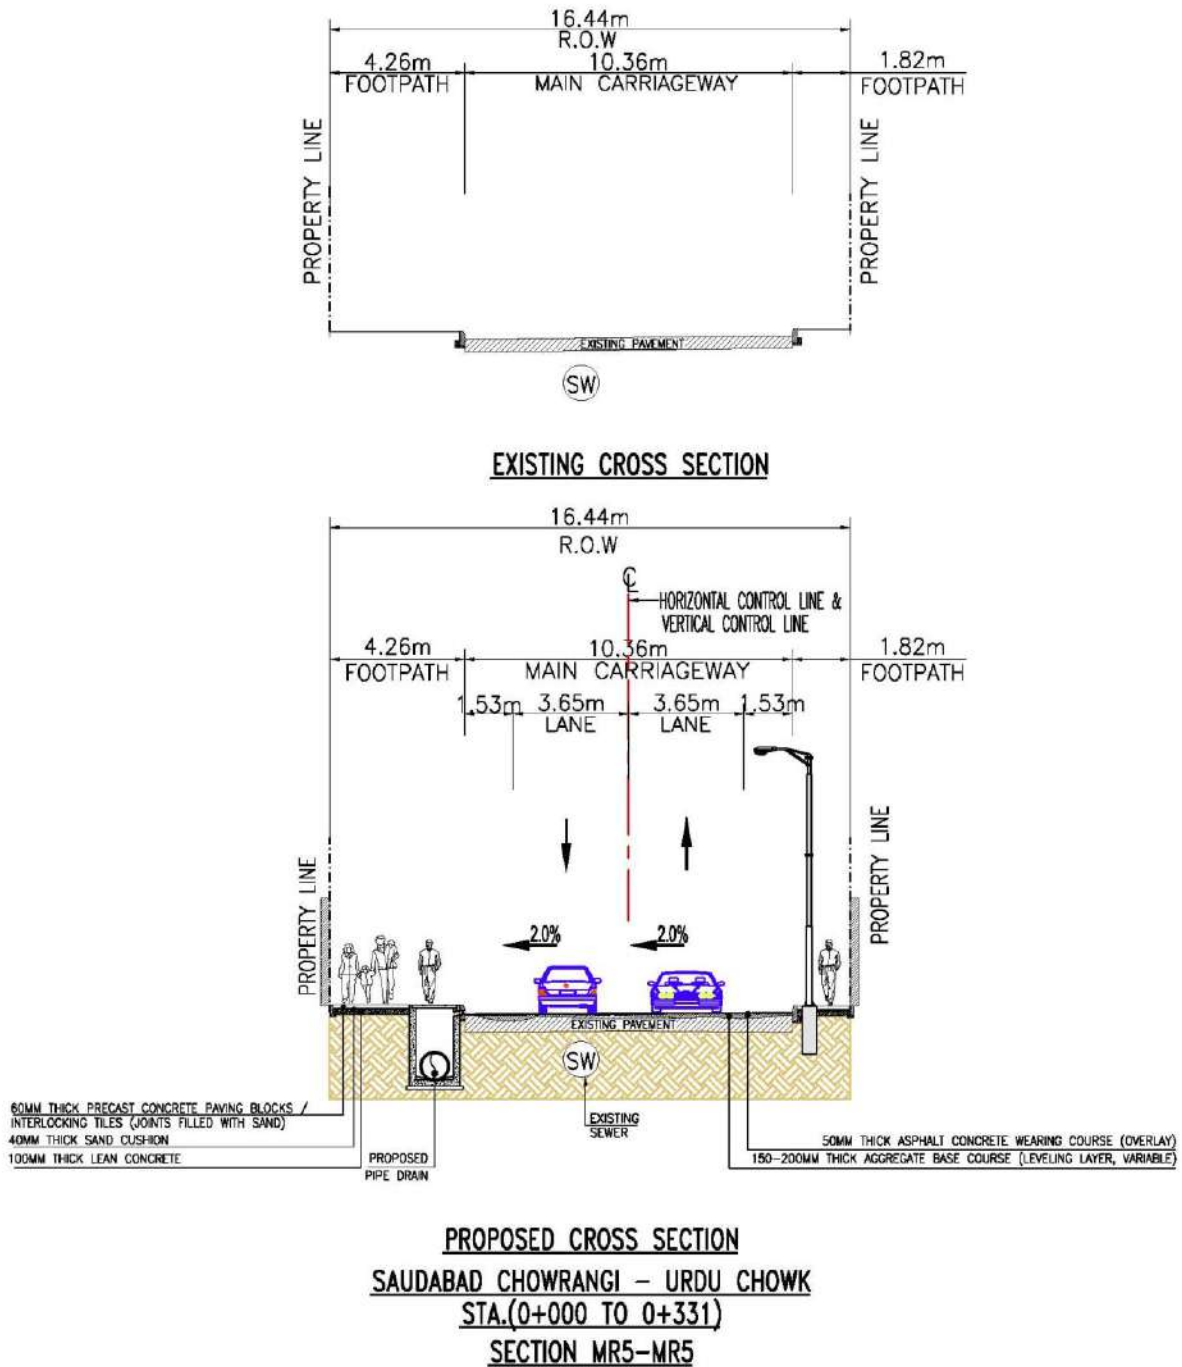 16.44m
R.O.W
4.26m
FOOTPATH
10.36m
MAIN CARRIAGEWAY
1.82m
FOOTPATH
PROPERTY LINE
PROPERTY LINE
EXISTING PAVEMENT
SW
EXISTING CROSS SECTION
16.44m
R.O.W
CL
HORIZONTAL CONTROL LINE &
VERTICAL CONTROL LINE
4.26m
FOOTPATH
10.36m
MAIN CARRIAGEWAY
1.82m
FOOTPATH
1.53m
3.65m
LANE
3.65m
LANE
1.53m
PROPERTY LINE
PROPERTY LINE
2.0%
2.0%
EXISTING PAVEMENT
SW
60MM THICK PRECAST CONCRETE PAVING BLOCKS /
INTERLOCKING TILES (JOINTS FILLED WITH SAND)
40MM THICK SAND CUSHION
100MM THICK LEAN CONCRETE
PROPOSED
PIPE DRAIN
EXISTING
SEWER
50MM THICK ASPHALT CONCRETE WEARING COURSE (OVERLAY)
150-200MM THICK AGGREGATE BASE COURSE (LEVELING LAYER, VARIABLE)
PROPOSED CROSS SECTION
SAUDABAD CHOWRANGI - URDU CHOWK
STA.(0+000 TO 0+331)
SECTION MR5-MR5